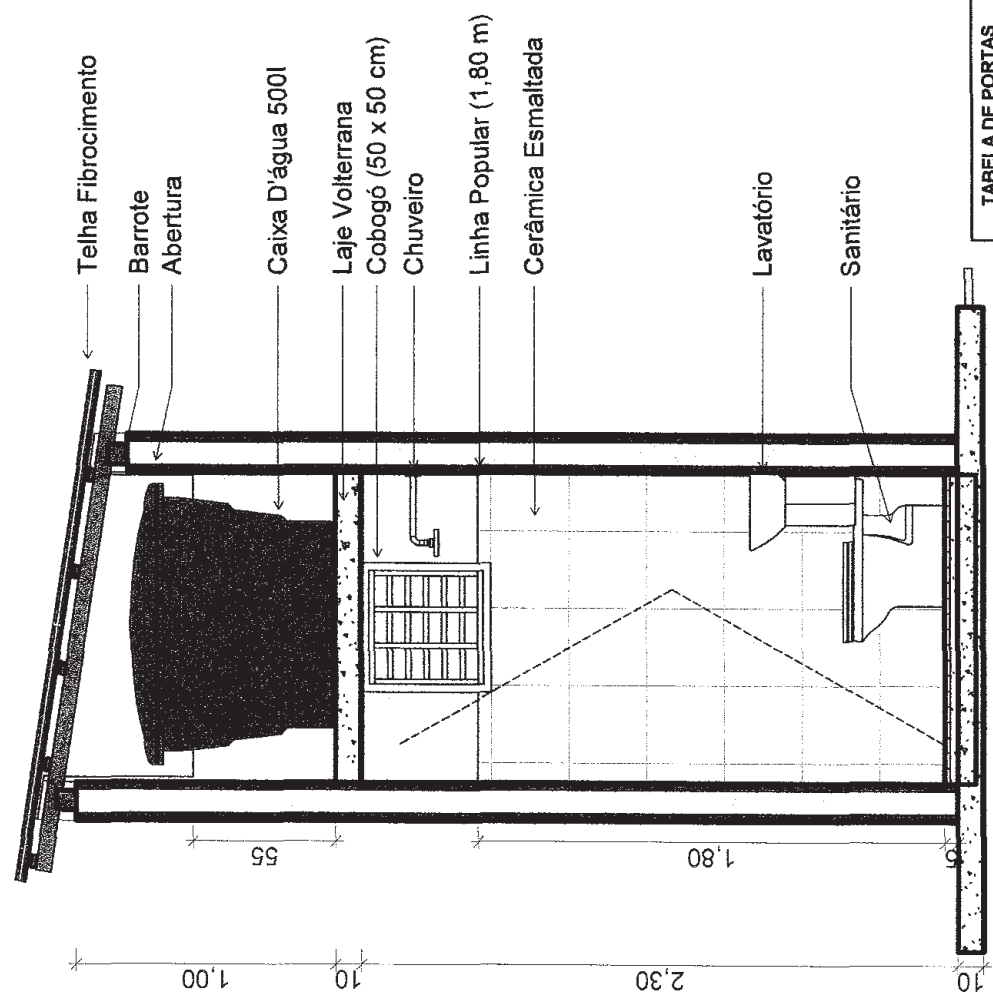 Telha Fibrocimento
Barrote
Abertura
Caixa D'água 500l
Laje Volterrana
Cobogó (50 x 50 cm)
Chuveiro
Linha Popular (1,80 m)
Cerâmica Esmaltada
Lavatório
Sanitário
55
1,80
5
1,00
10
2,30
10
TABELA DE PORTAS